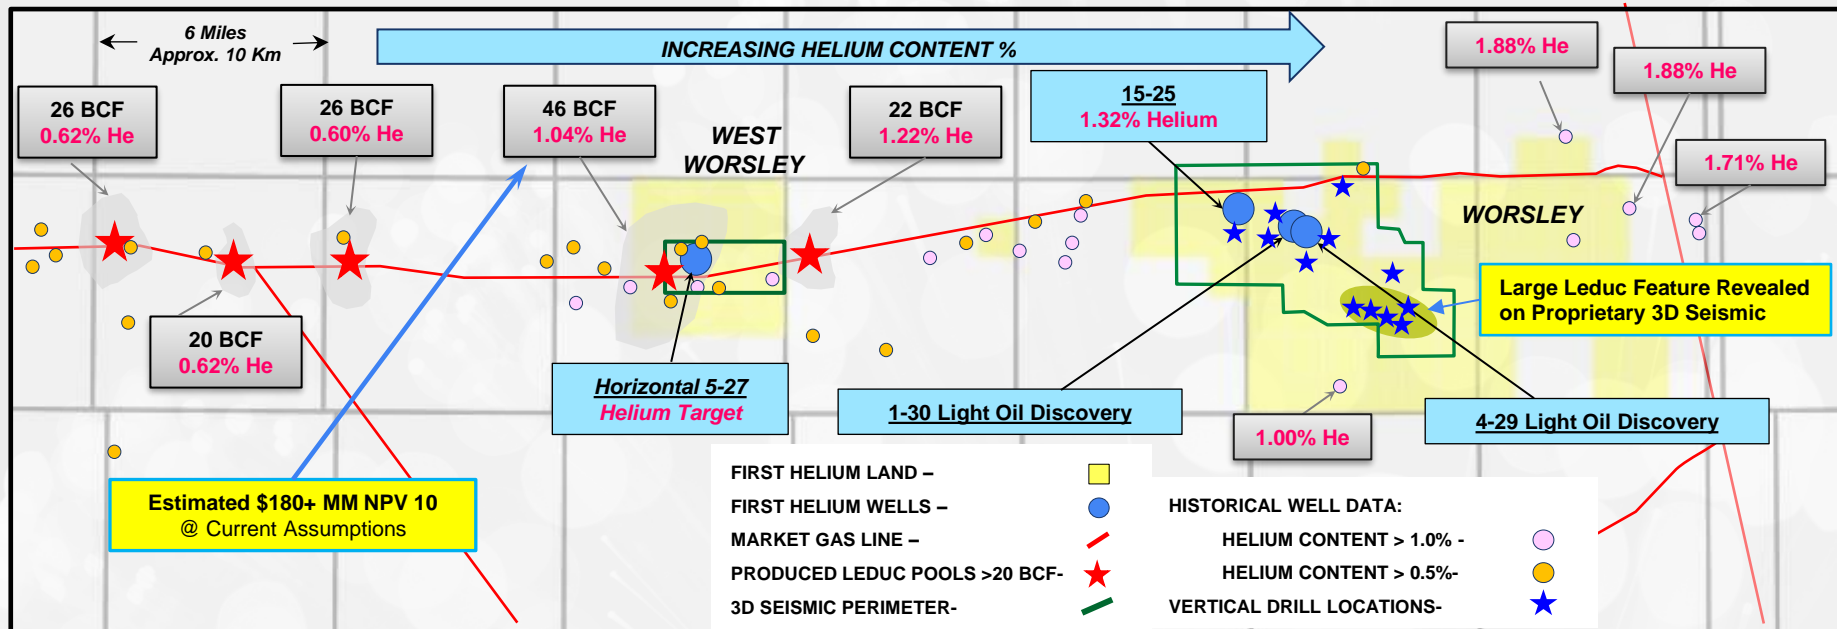 6 Miles
Approx. 10 Km
INCREASING HELIUM CONTENT %
1.88% He
1.88% He
26 BCF
0.62% He
26 BCF
0.60% He
46 BCF
1.04% He
WEST
WORSLEY
22 BCF
1.22% He
15-25
1.32% Helium
1.71% He
WORSLEY
Large Leduc Feature Revealed
on Proprietary 3D Seismic
20 BCF
0.62% He
Horizontal 5-27
Helium Target
1-30 Light Oil Discovery
1.00% He
4-29 Light Oil Discovery
Estimated $180+ MM NPV 10
@ Current Assumptions
FIRST HELIUM LAND –
FIRST HELIUM WELLS –
MARKET GAS LINE –
PRODUCED LEDUC POOLS >20 BCF-
3D SEISMIC PERIMETER-
HISTORICAL WELL DATA:
HELIUM CONTENT > 1.0% -
HELIUM CONTENT > 0.5%-
VERTICAL DRILL LOCATIONS-